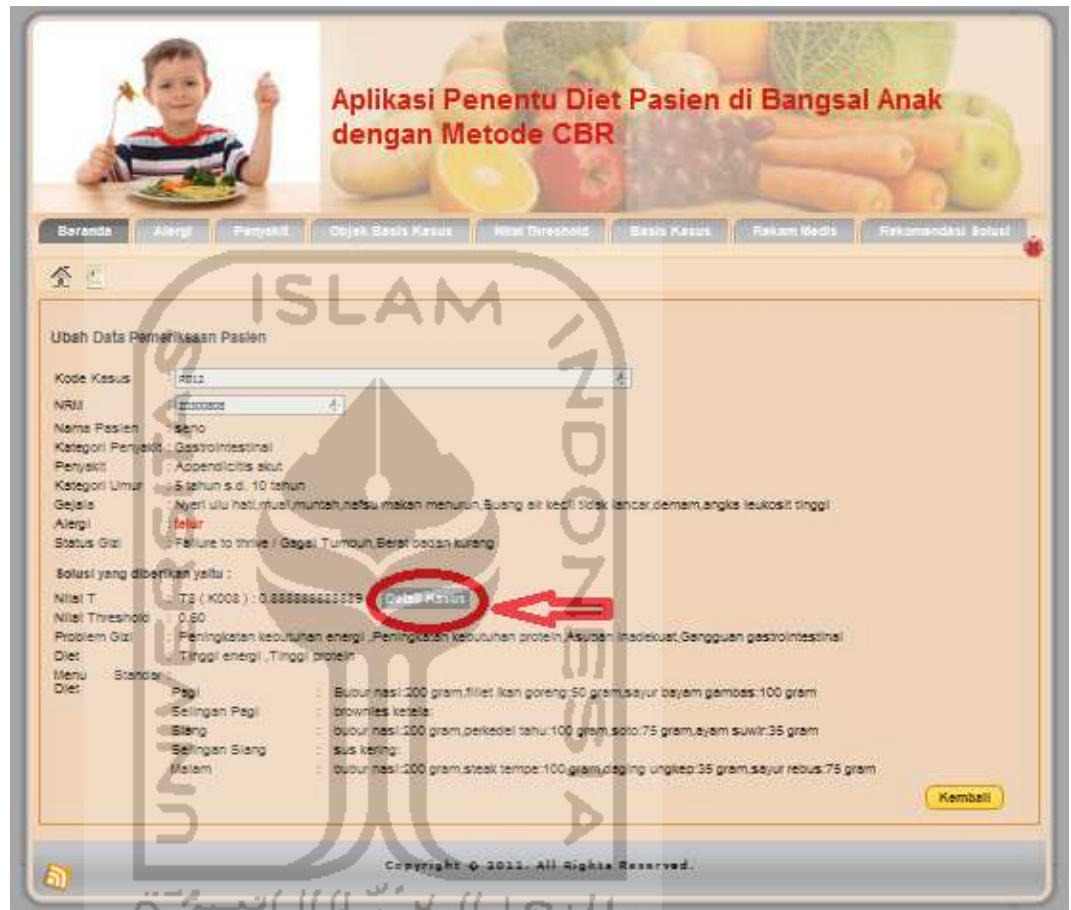 Aplikasi Penentu Diet Pasien di Bangsal Anak
dengan Metode CBR
Beranda Alergi Penyakit Objek Basis Kasus Nilai Threshold Basis Kasus Rekam Medis Rekomendasi Solusi
ISLAM
UNIVERSITAS
INDONESIA
Ubah Data Pemeriksaan Pasien
Kode Kasus :
NRM :
Nama Pasien : seno
Kategori Penyakit : Gastrointestinal
Penyakit : Appendicitis akut
Kategori Umur : 5 tahun s.d. 10 tahun
Gejala : Nyeri ulu hati,mual,muntah,nafsu makan menurun,Buang air kecil tidak lancar,demam,angka leukosit tinggi
Alergi : telur
Status Gizi : Failure to thrive / Gagal Tumbuh,Berat badan kurang
Solusi yang diberikan yaitu :
Nilai T : T8 ( K008 ) : 0.888888888889 Detail Kasus
Nilai Threshold : 0.60
Problem Gizi : Peningkatan kebutuhan energi ,Peningkatan kebutuhan protein,Asupan inadekuat,Gangguan gastrointestinal
Diet : Tinggi energi ,Tinggi protein
Menu Standar :
Diet
Pagi : Bubur nasi:200 gram,fillet ikan goreng:50 gram,sayur bayam gambas:100 gram
Selingan Pagi : brownies ketela:
Siang : bubur nasi:200 gram,perkedel tahu:100 gram,soto:75 gram,ayam suwir:35 gram
Selingan Siang : sus kering:
Malam : bubur nasi:200 gram,steak tempe:100 gram,daging ungkep:35 gram,sayur rebus:75 gram
Kembali
Copyright © 2011. All Rights Reserved.